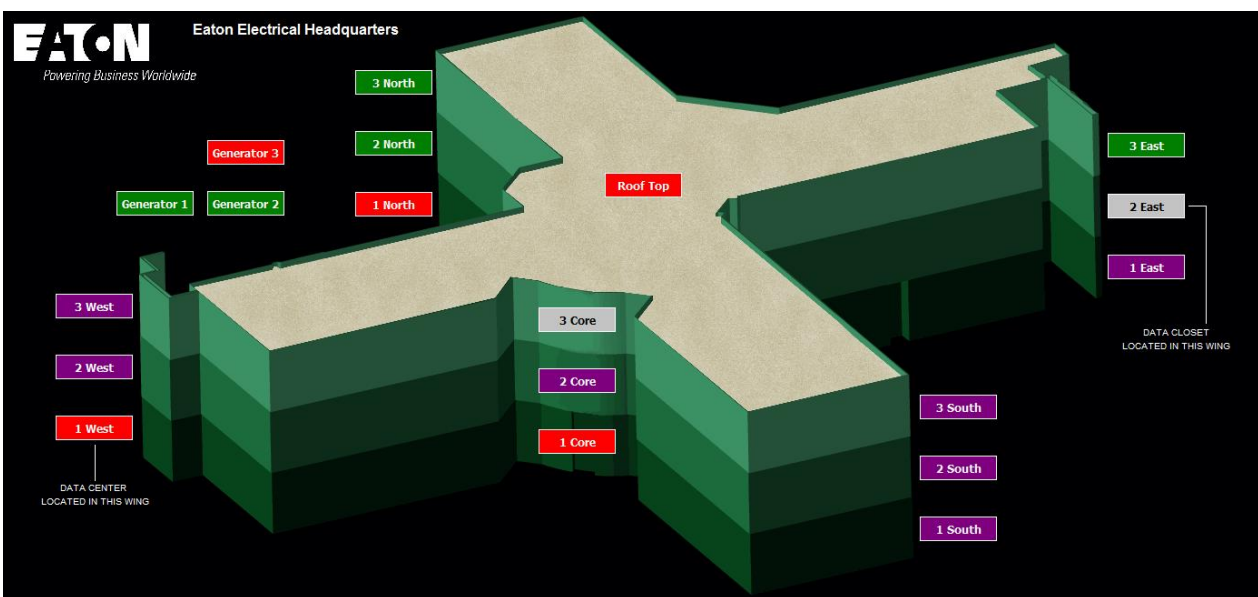 EATON
Powering Business Worldwide
Eaton Electrical Headquarters
3 North
2 North
1 North
Generator 3
Generator 1
Generator 2
Roof Top
3 East
2 East
1 East
DATA CLOSET
LOCATED IN THIS WING
3 West
2 West
1 West
DATA CENTER
LOCATED IN THIS WING
3 Core
2 Core
1 Core
3 South
2 South
1 South